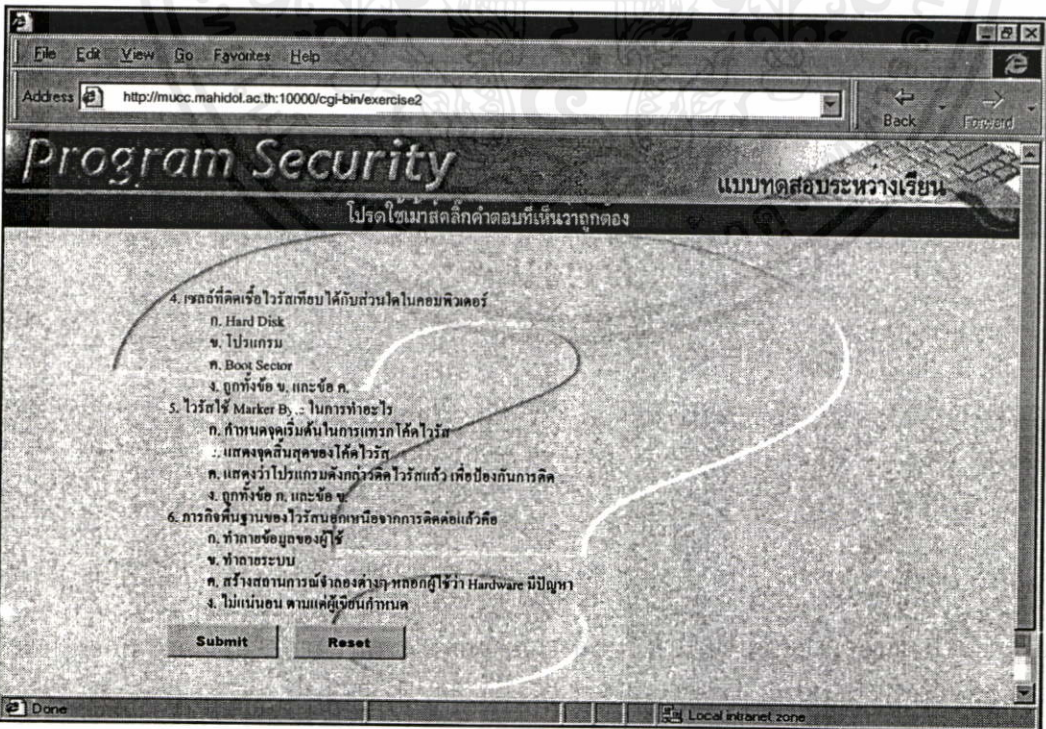 File Edit View Go Favorites Help
Address http://mucc.mahidol.ac.th:10000/cgi-bin/exercise2 Back Forward
Program Security
แบบทดสอบระหว่างเรียน
โปรดใช้เมาส์คลิ๊กคำตอบที่เห็นว่าถูกต้อง
4. เซลล์ที่ติดเชื้อไวรัสเทียบได้กับส่วนใดในคอมพิวเตอร์
ก. Hard Disk
ข. โปรแกรม
ค. Boot Sector
ง. ถูกทั้งข้อ ข. และข้อ ค.
5. ไวรัสใช้ Marker ในการทำอะไร
ก. กำหนดจุดเริ่มต้นในการแทรกโค้ดไวรัส
แสดงจุดสิ้นสุดของโค้ดไวรัส
ค. แสดงว่าโปรแกรมดังกล่าวติดไวรัสแล้ว เพื่อป้องกันการติด
ง. ถูกทั้งข้อ ก. และข้อ ข.
6. ภารกิจพื้นฐานของไวรัสนอกเหนือจากการติดต่อแล้วคือ
ก. ทำลายข้อมูลของผู้ใช้
ข. ทำลายระบบ
ค. สร้างสถานการณ์จำลองต่างๆ หลอกผู้ใช้ว่า Hardware มีปัญหา
ง. ไม่แน่นอน ตามแต่ผู้เขียนกำหนด
Submit Reset
Done Local intranet zone